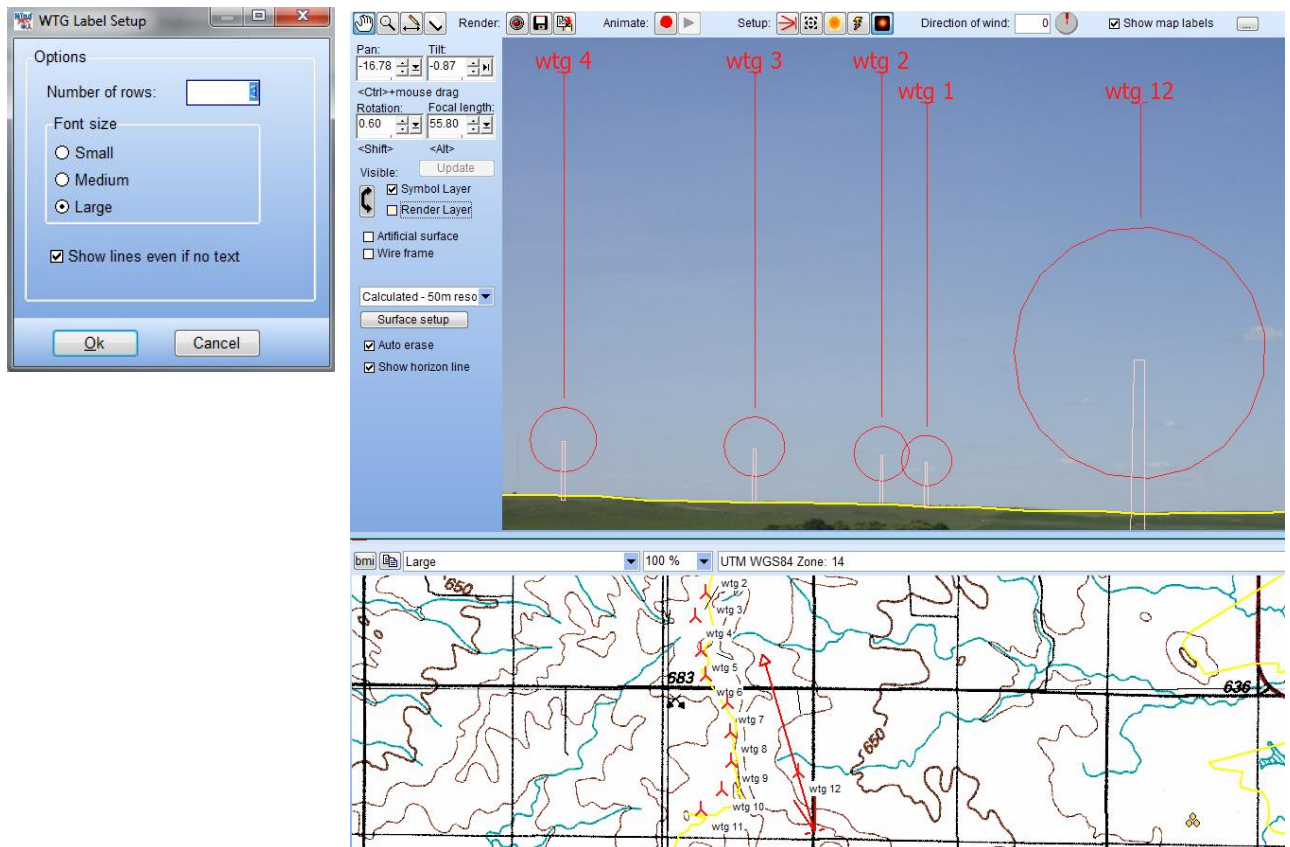 WTG Label Setup
Options
Number of rows:
Font size
Small
Medium
Large
Show lines even if no text
Ok
Cancel
Render:
Animate:
Setup:
Direction of wind:
0
Show map labels
...
Pan:
Tilt:
-16.78
-0.87
<Ctrl>+mouse drag
Rotation:
Focal length:
0.60
55.80
<Shift>
<Alt>
Visible:
Update
Symbol Layer
Render Layer
Artificial surface
Wire frame
Calculated - 50m reso
Surface setup
Auto erase
Show horizon line
wtg 4
wtg 3
wtg 2
wtg 1
wtg 12
bmi
Large
100 %
UTM WGS84 Zone: 14
650
wtg 2
wtg 3
wtg 4
wtg 5
683
wtg 6
636
wtg 7
650
wtg 8
wtg 9
wtg 12
wtg 10
wtg 11